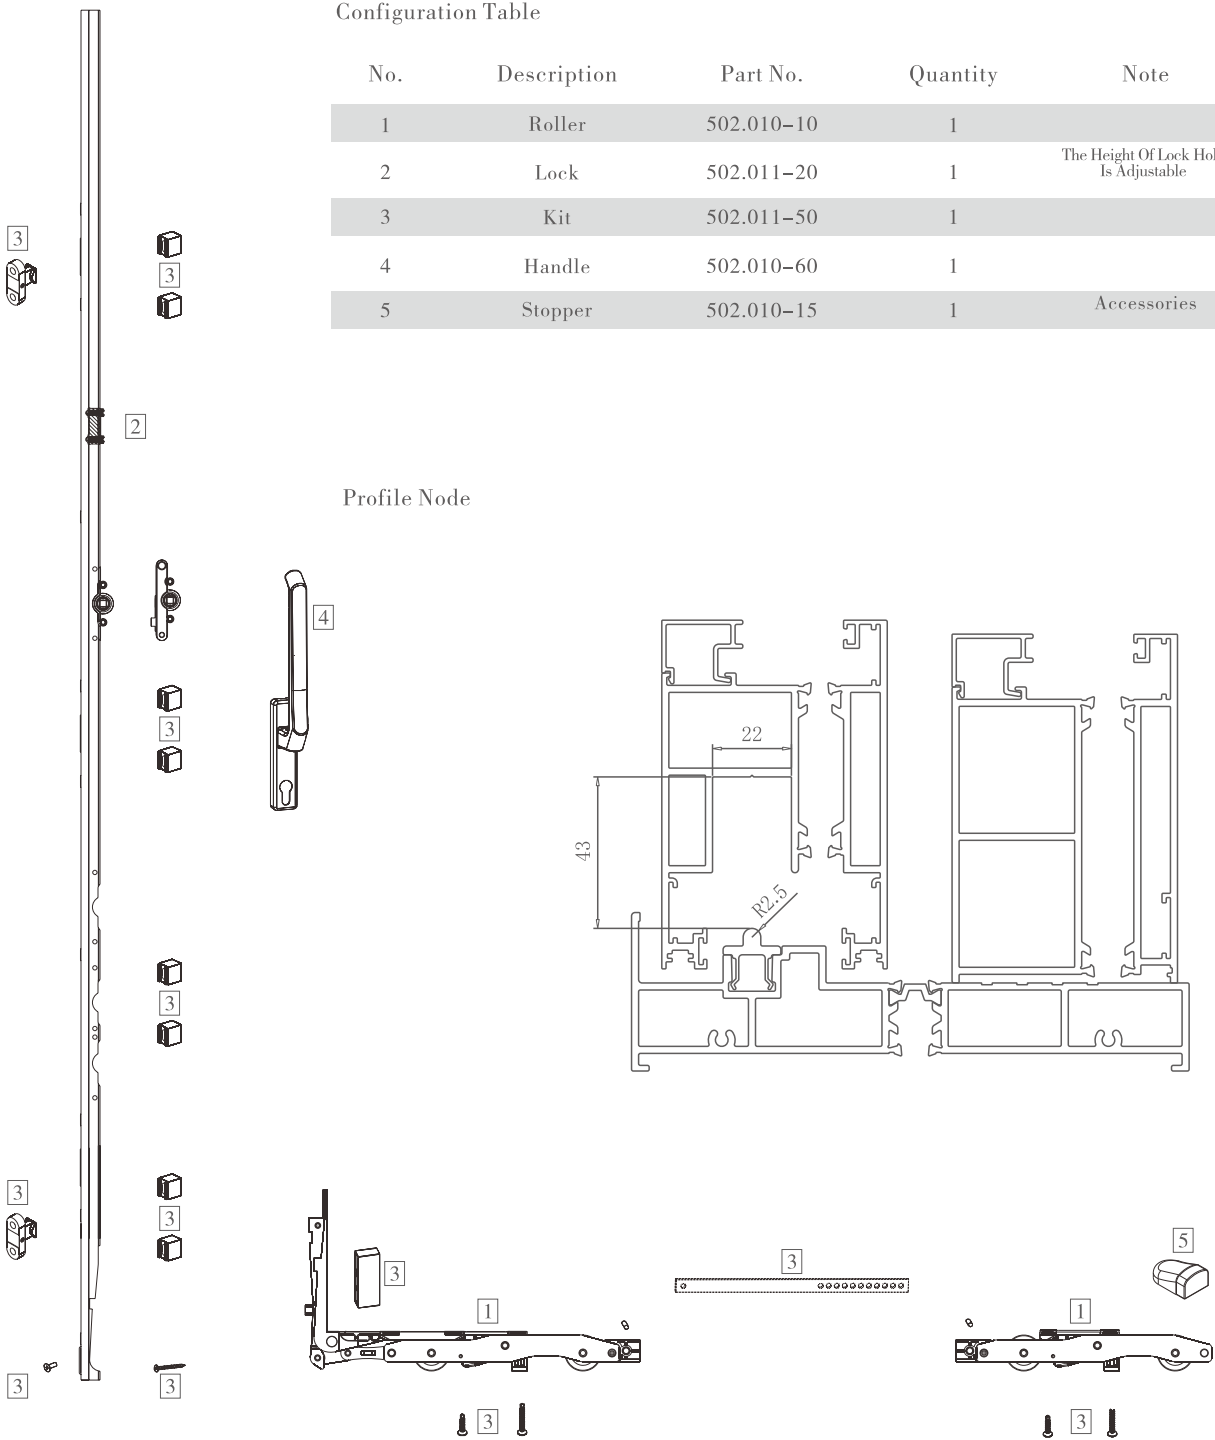 Configuration Table
No. Description Part No. Quantity Note
1 Roller 502.010-10 1
2 Lock 502.011-20 1 The Height Of Lock Hol
Is Adjustable
3 Kit 502.011-50 1
4 Handle 502.010-60 1
5 Stopper 502.010-15 1 Accessories
3
3
2
Profile Node
4
3
22
43
R2.5
3
3
3
5
3
3
1
1
3
3
3
3